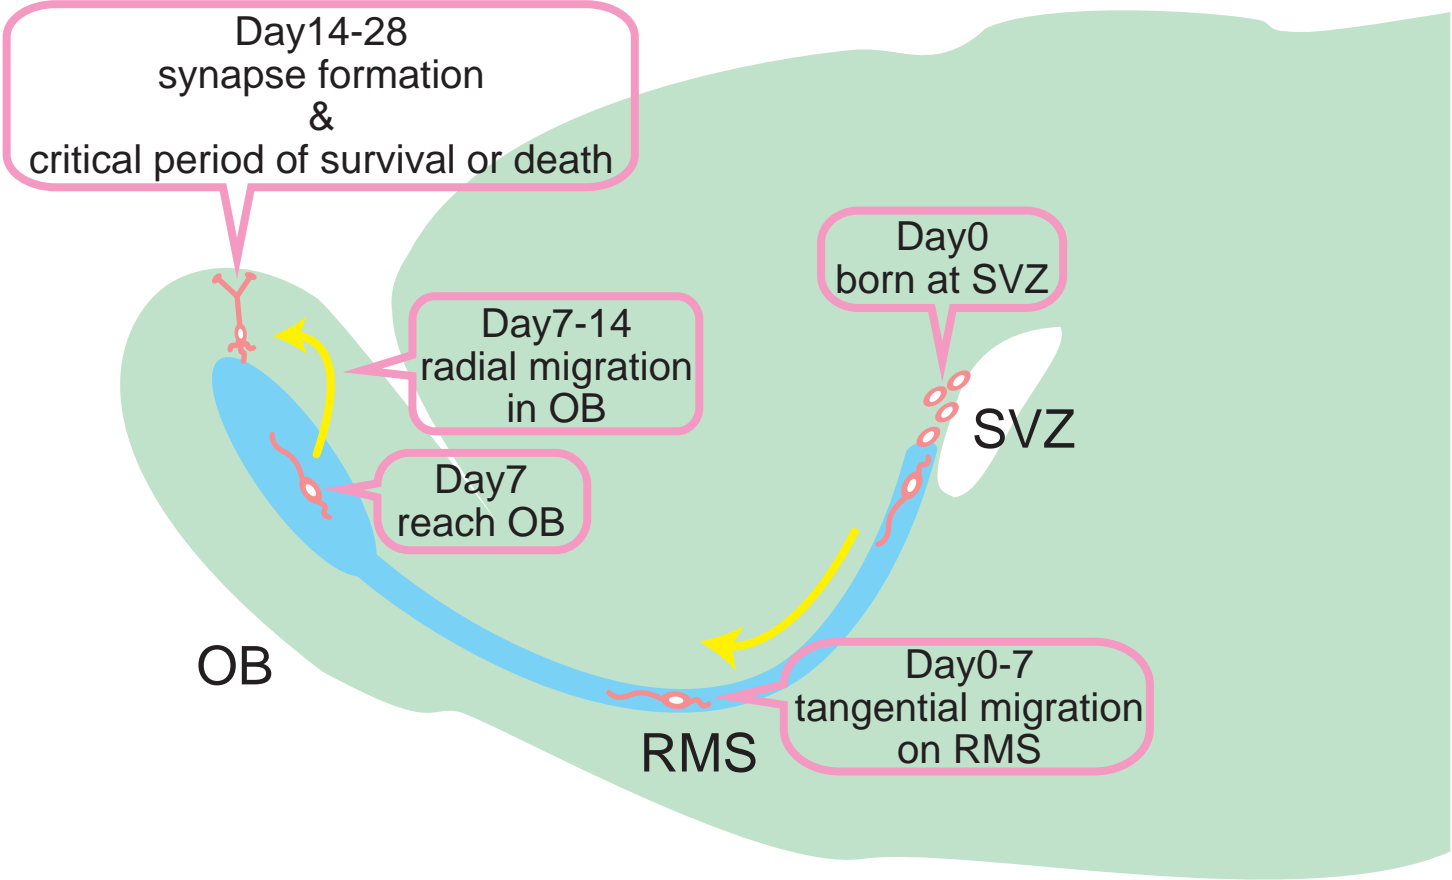 Day14-28
synapse formation
&
critical period of survival or death
Day0
born at SVZ
Day7-14
radial migration
in OB
SVZ
Day7
reach OB
OB
Day0-7
tangential migration
on RMS
RMS